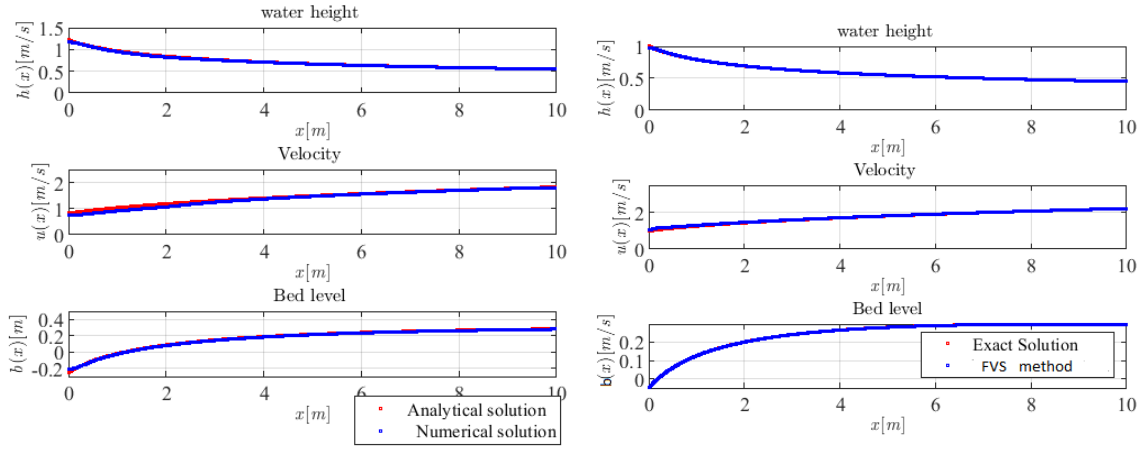 water height
h(x)[m/s]
1.5
1
0.5
0
0 2 4 6 8 10
x[m]
Velocity
u(x)[m/s]
2
1
0
0 2 4 6 8 10
x[m]
Bed level
b(x)[m]
0.4
0.2
0
-0.2
0 2 4 6 8 10
x[m]
Analytical solution
Numerical solution
water height
h(x)[m/s]
1
0.5
0
0 2 4 6 8 10
x[m]
Velocity
u(x)[m/s]
2
0
0 2 4 6 8 10
x[m]
Bed level
b(x)[m/s]
0.2
0.1
0
0 2 4 6 8 10
x[m]
Exact Solution
FVS method